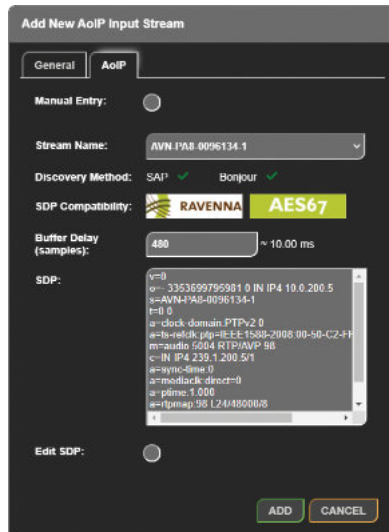 Add New AoIP Input Stream
General AoIP
Manual Entry:
Stream Name: AVN-PA8-0096134-1
Discovery Method: SAP ✓ Bonjour ✓
SDP Compatibility: RAVENNA AES67
Buffer Delay (samples): 480 ~ 10.00 ms
SDP:
v=0
o=- 3353699795981 0 IN IP4 10.0.200.5
s=AVN-PA8-0096134-1
t=0 0
a=clock-domain:PTPv2 0
a=ts-refclk:ptp=IEEE1588-2008:00-50-C2-FF
m=audio 5004 RTP/AVP 98
c=IN IP4 239.1.200.5/1
a=sync-time:0
a=mediaclk:direct=0
a=ptime:1.000
a=rtpmap:98 L24/48000/8
Edit SDP:
ADD CANCEL